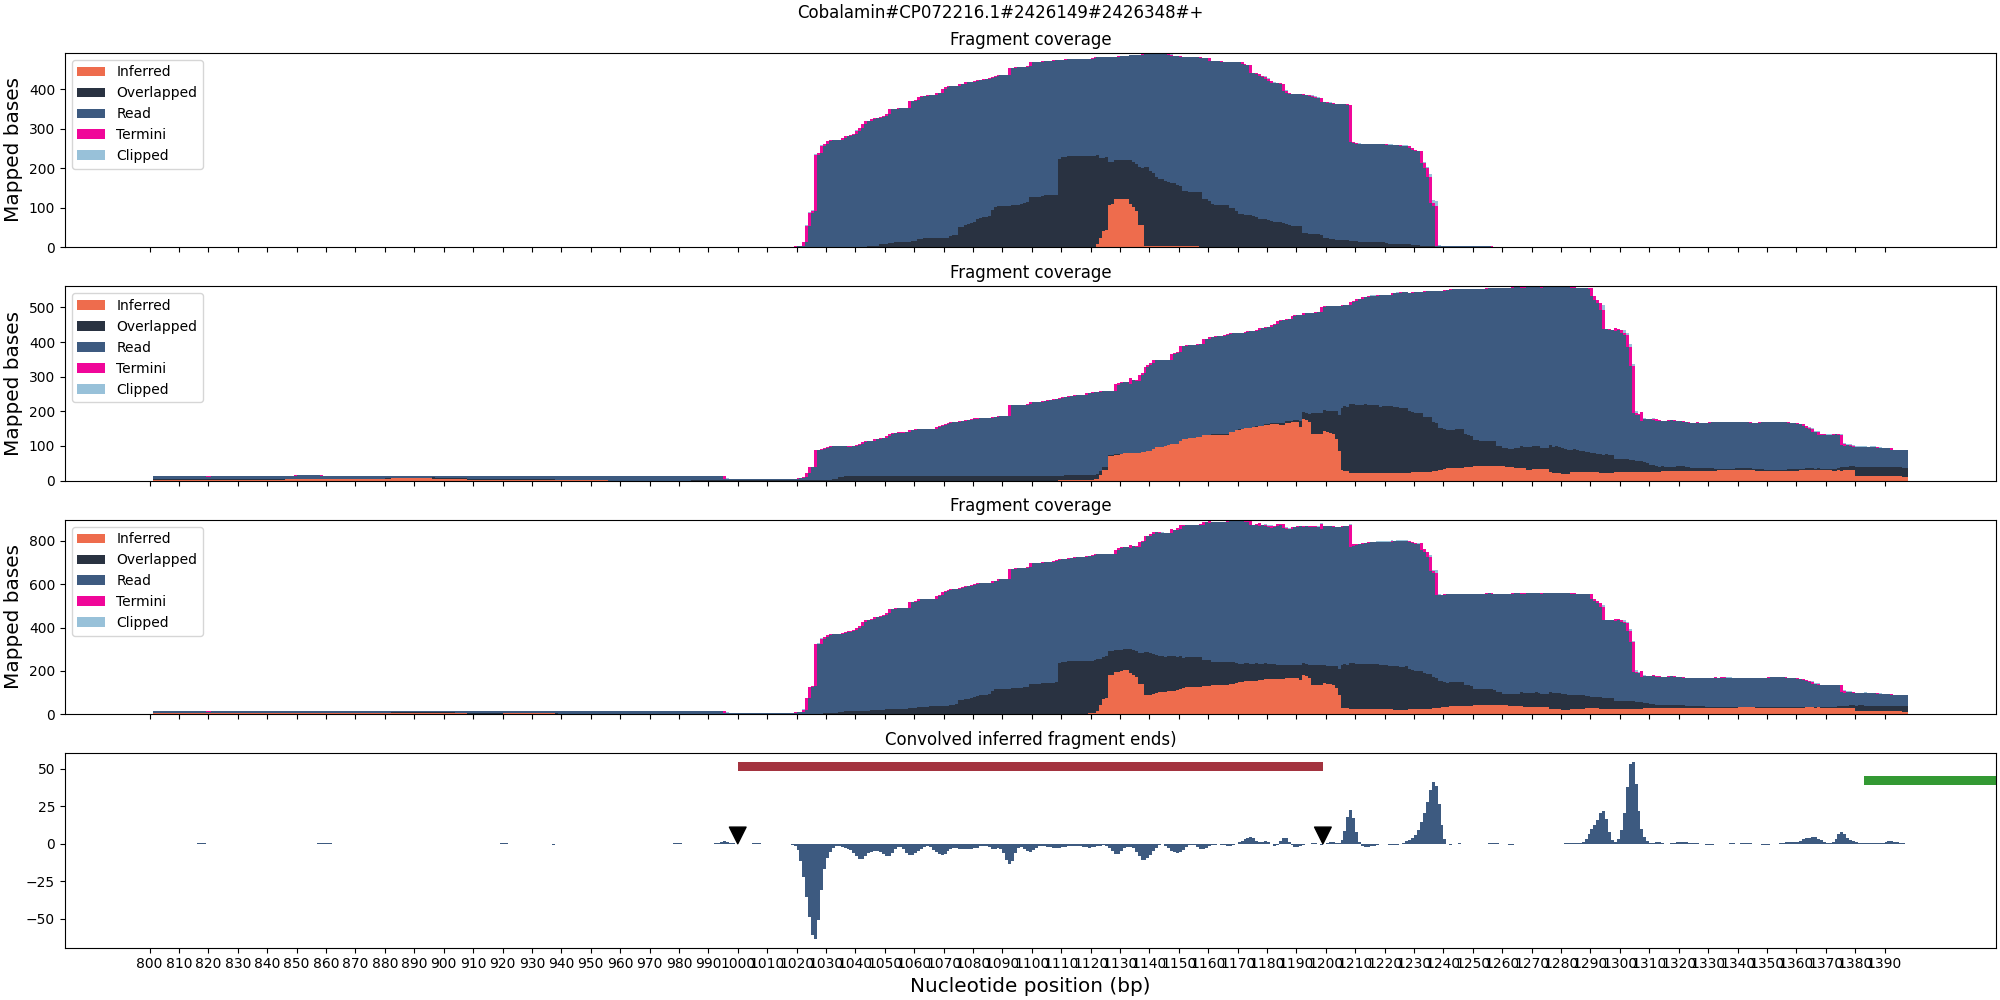 Cobalamin#CP072216.1#2426149#2426348#+
Fragment coverage
Mapped bases
400
300
200
100
0
Inferred
Overlapped
Read
Termini
Clipped
Fragment coverage
Mapped bases
500
400
300
200
100
0
Inferred
Overlapped
Read
Termini
Clipped
Fragment coverage
Mapped bases
800
600
400
200
0
Inferred
Overlapped
Read
Termini
Clipped
Convolved inferred fragment ends)
50
25
0
−25
−50
800 810 820 830 840 850 860 870 880 890 900 910 920 930 940 950 960 970 980 990 1000 1010 1020 1030 1040 1050 1060 1070 1080 1090 1100 1110 1120 1130 1140 1150 1160 1170 1180 1190 1200 1210 1220 1230 1240 1250 1260 1270 1280 1290 1300 1310 1320 1330 1340 1350 1360 1370 1380 1390
Nucleotide position (bp)